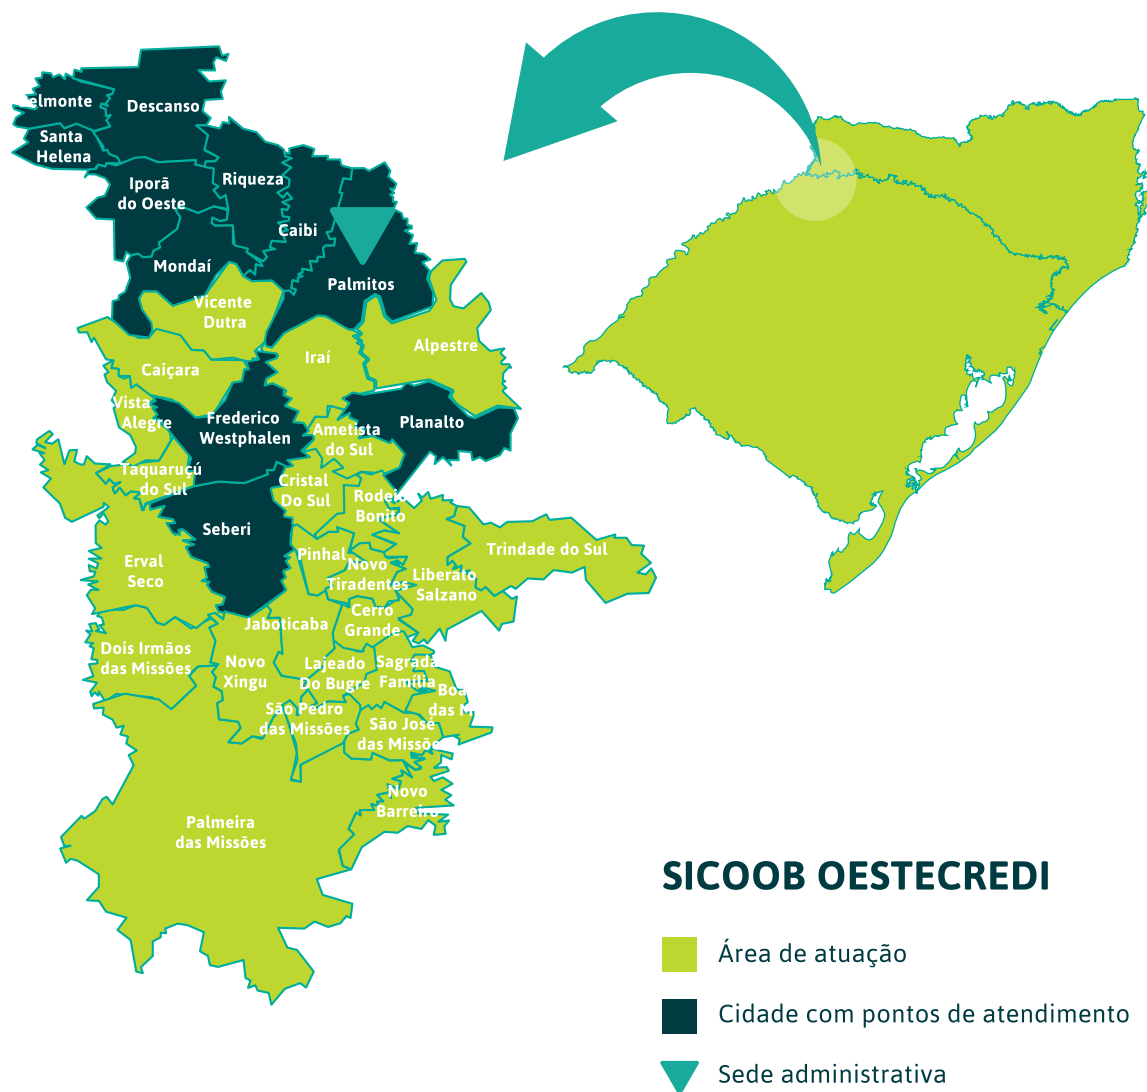 elmonte
Descanso
Santa
Helena
Iporã
do Oeste
Riqueza
Caibi
Mondaí
Palmitos
Vicente
Dutra
Iraí
Alpestre
Caiçara
Vista
Alegre
Frederico
Westphalen
Ametista
do Sul
Planalto
Taquaruçú
do Sul
Cristal
Do Sul
Rodeio
Bonito
Seberi
Pinhal
Novo
Tiradentes
Trindade do Sul
Erval
Seco
Liberato
Salzano
Cerro
Grande
Jaboticaba
Dois Irmãos
das Missões
Novo
Xingu
Lajeado
Do Bugre
Sagrada
Família
Boa
das M
São Pedro
das Missões
São José
das Missõe
Novo
Barreiro
Palmeira
das Missões
SICOOB OESTECREDI
Área de atuação
Cidade com pontos de atendimento
Sede administrativa